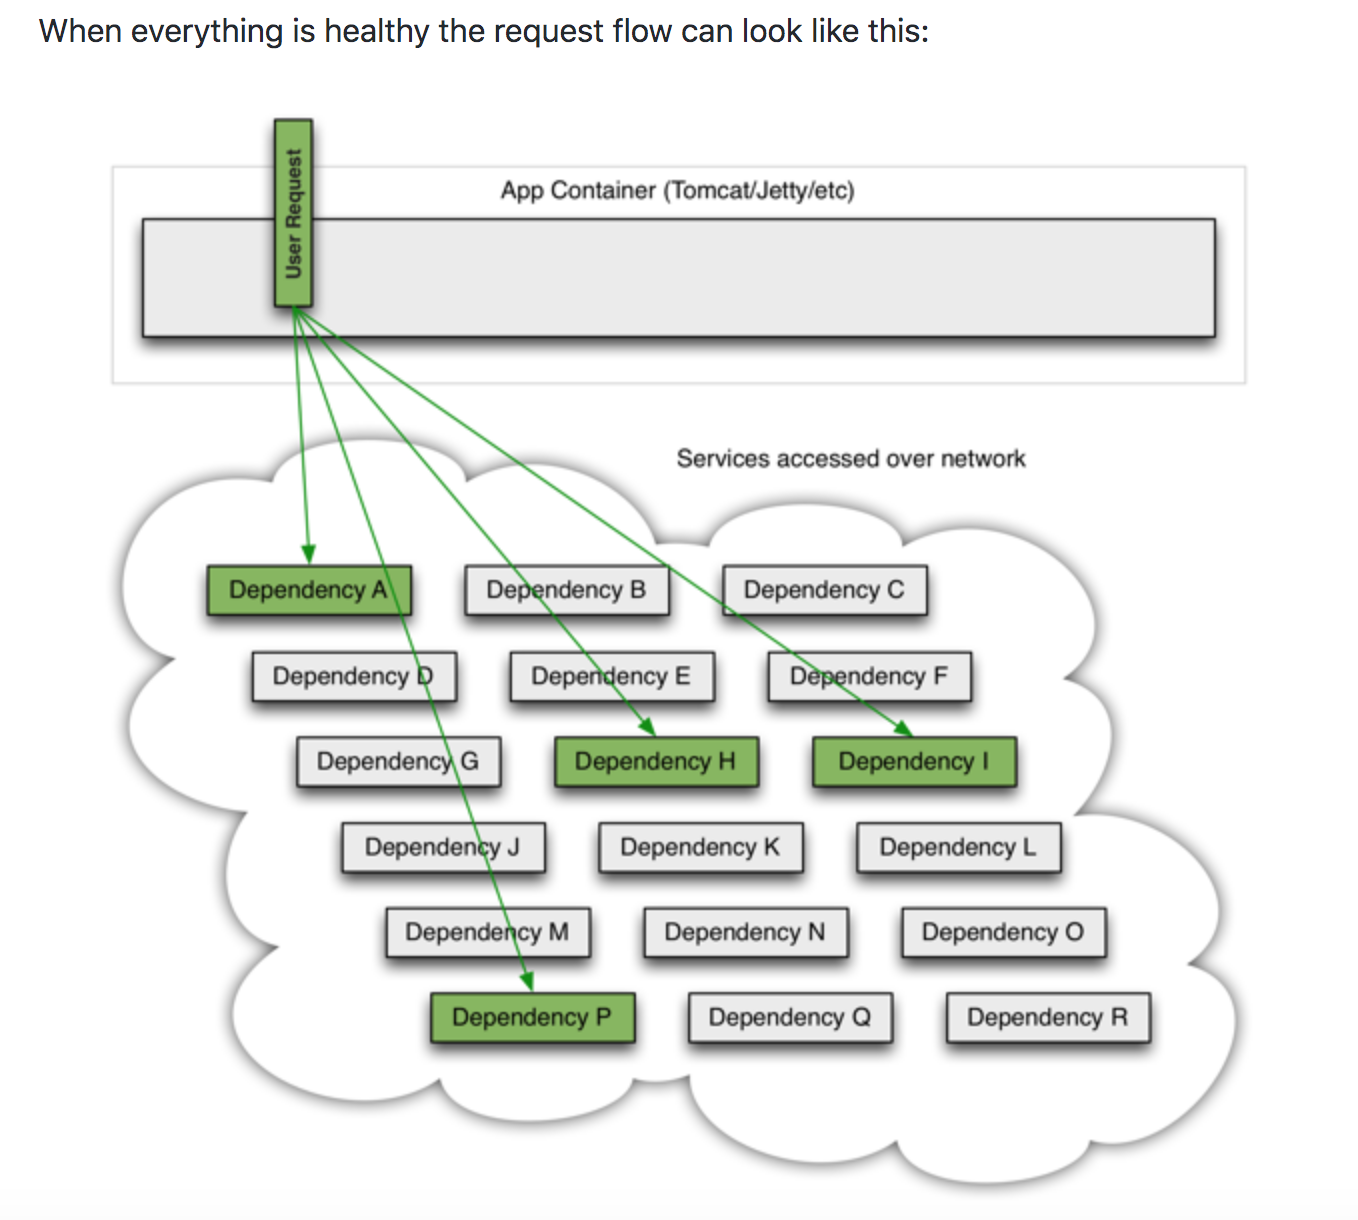 When everything is healthy the request flow can look like this:
User Request
App Container (Tomcat/Jetty/etc)
Services accessed over network
Dependency A
Dependency B
Dependency C
Dependency D
Dependency E
Dependency F
Dependency G
Dependency H
Dependency I
Dependency J
Dependency K
Dependency L
Dependency M
Dependency N
Dependency O
Dependency P
Dependency Q
Dependency R